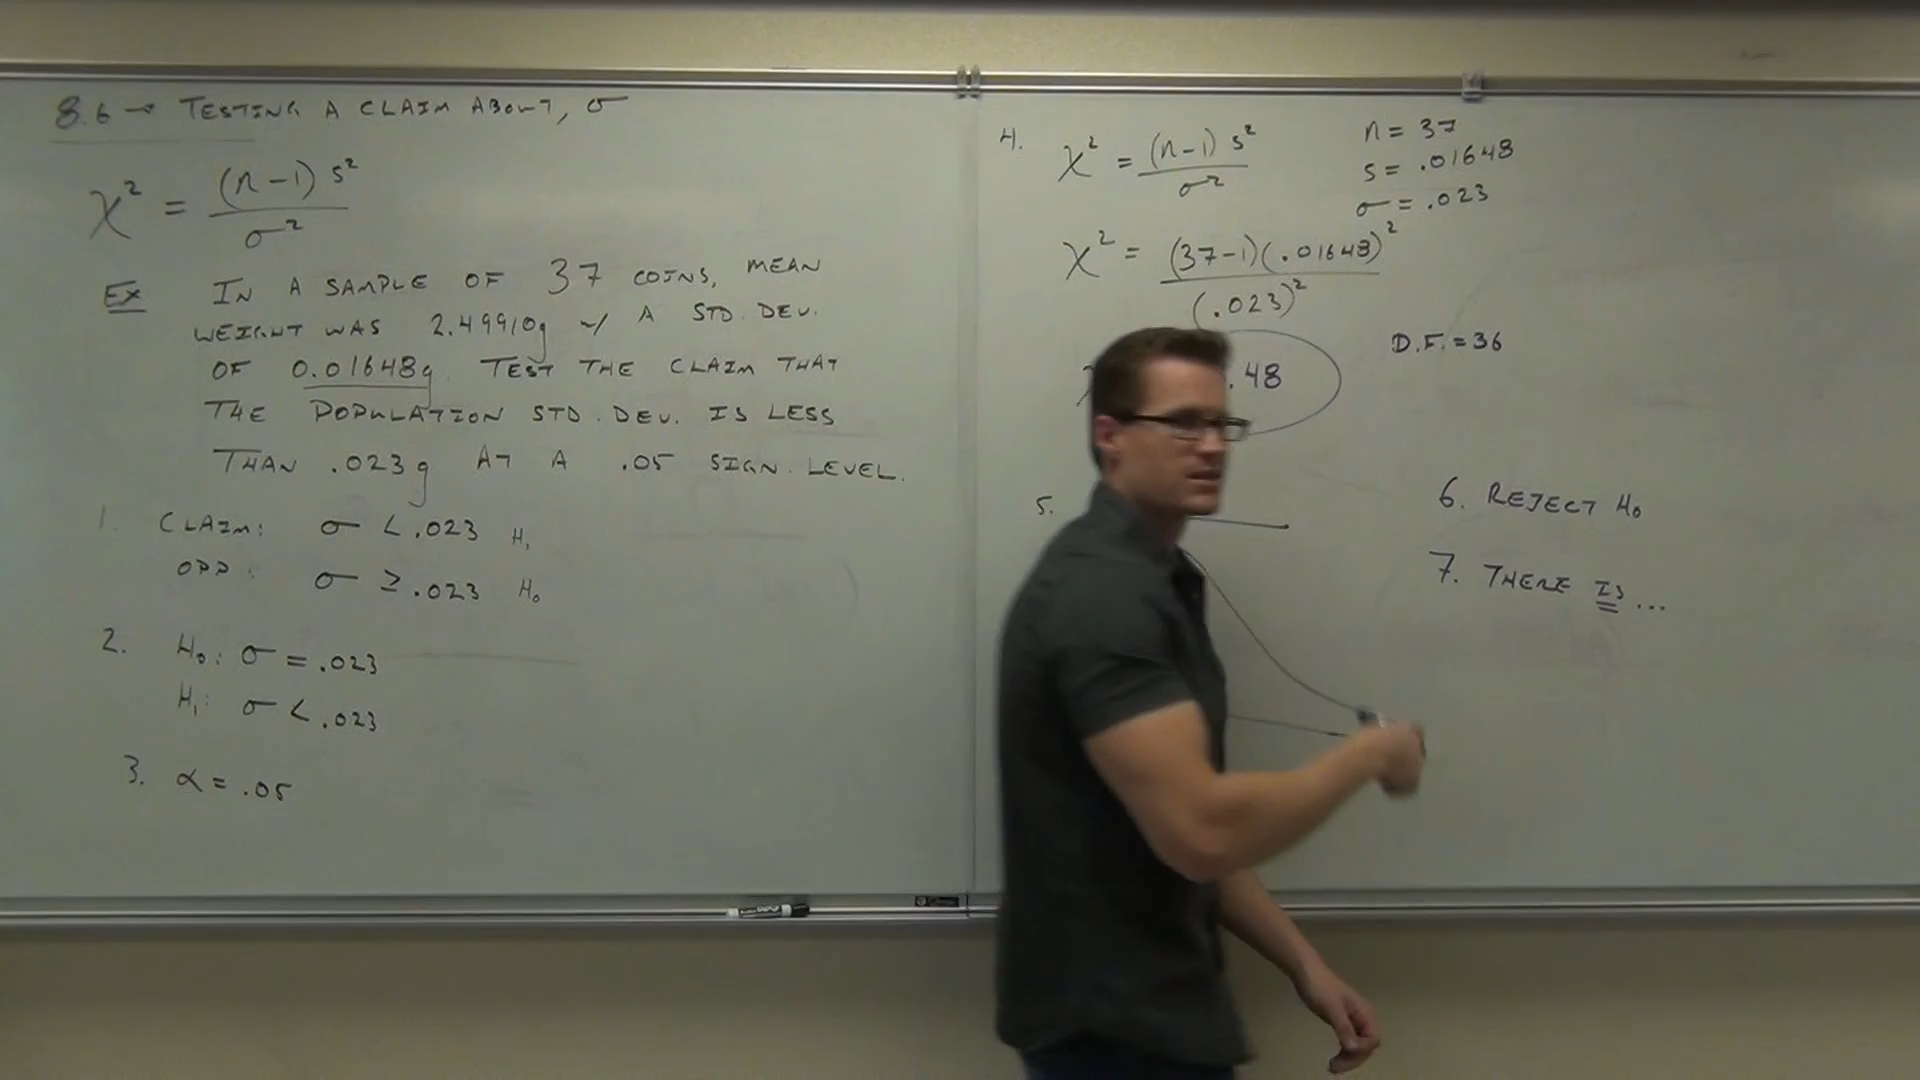 8.6 → TESTING A CLAIM ABOUT, σ
χ² = (n-1) s² / σ²
EX IN A SAMPLE OF 37 COINS, MEAN
WEIGHT WAS 2.49910g w/ A STD. DEV.
OF 0.01648g. TEST THE CLAIM THAT
THE POPULATION STD. DEV. IS LESS
THAN .023g AT A .05 SIGN. LEVEL.
1. CLAIM: σ < .023 H₁
OPP: σ ≥ .023 H₀
2. H₀: σ = .023
H₁: σ < .023
3. α = .05
4. χ² = (n-1) s² / σ²
n = 37
s = .01648
σ = .023
χ² = (37-1)(.01648)² / (.023)²
.48
D.F. = 36
5.
6. REJECT H₀
7. THERE IS ...